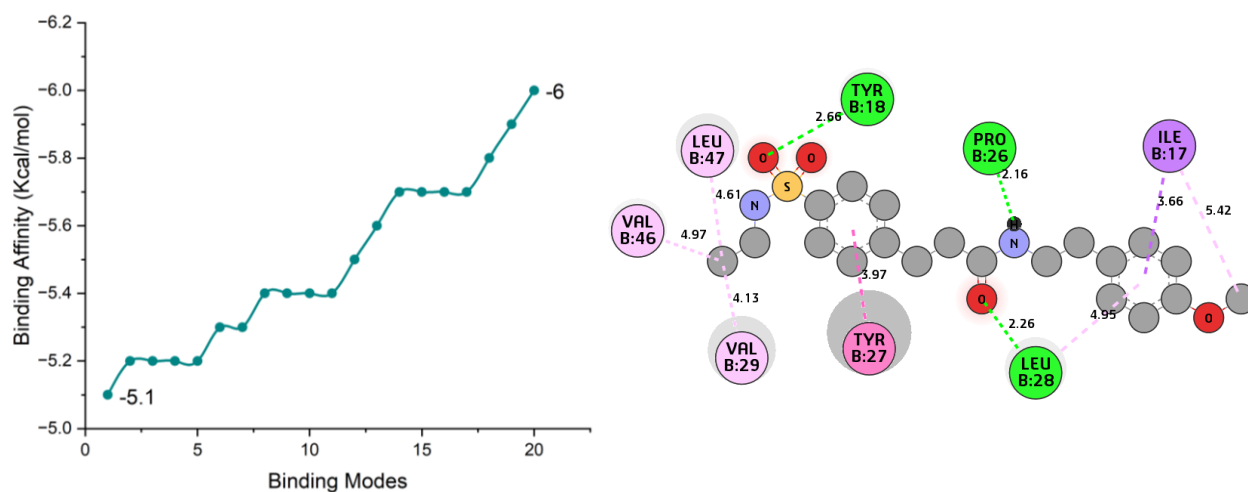 −6.2
−6.0
−5.8
−5.6
−5.4
−5.2
−5.0
Binding Affinity (Kcal/mol)
-6
-5.1
0
5
10
15
20
Binding Modes
TYR
B:18
2.66
LEU
B:47
PRO
B:26
ILE
B:17
O
O
S
2.16
4.61
N
3.66
5.42
VAL
B:46
4.97
H
N
3.97
4.13
O
O
2.26
4.95
VAL
B:29
TYR
B:27
LEU
B:28